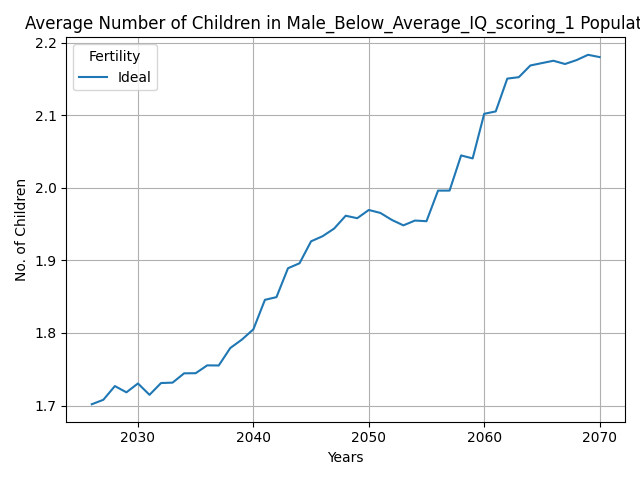 Average Number of Children in Male_Below_Average_IQ_scoring_1 Populat
Fertility
Ideal
2.2
2.1
2.0
1.9
1.8
1.7
No. of Children
2030 2040 2050 2060 2070
Years